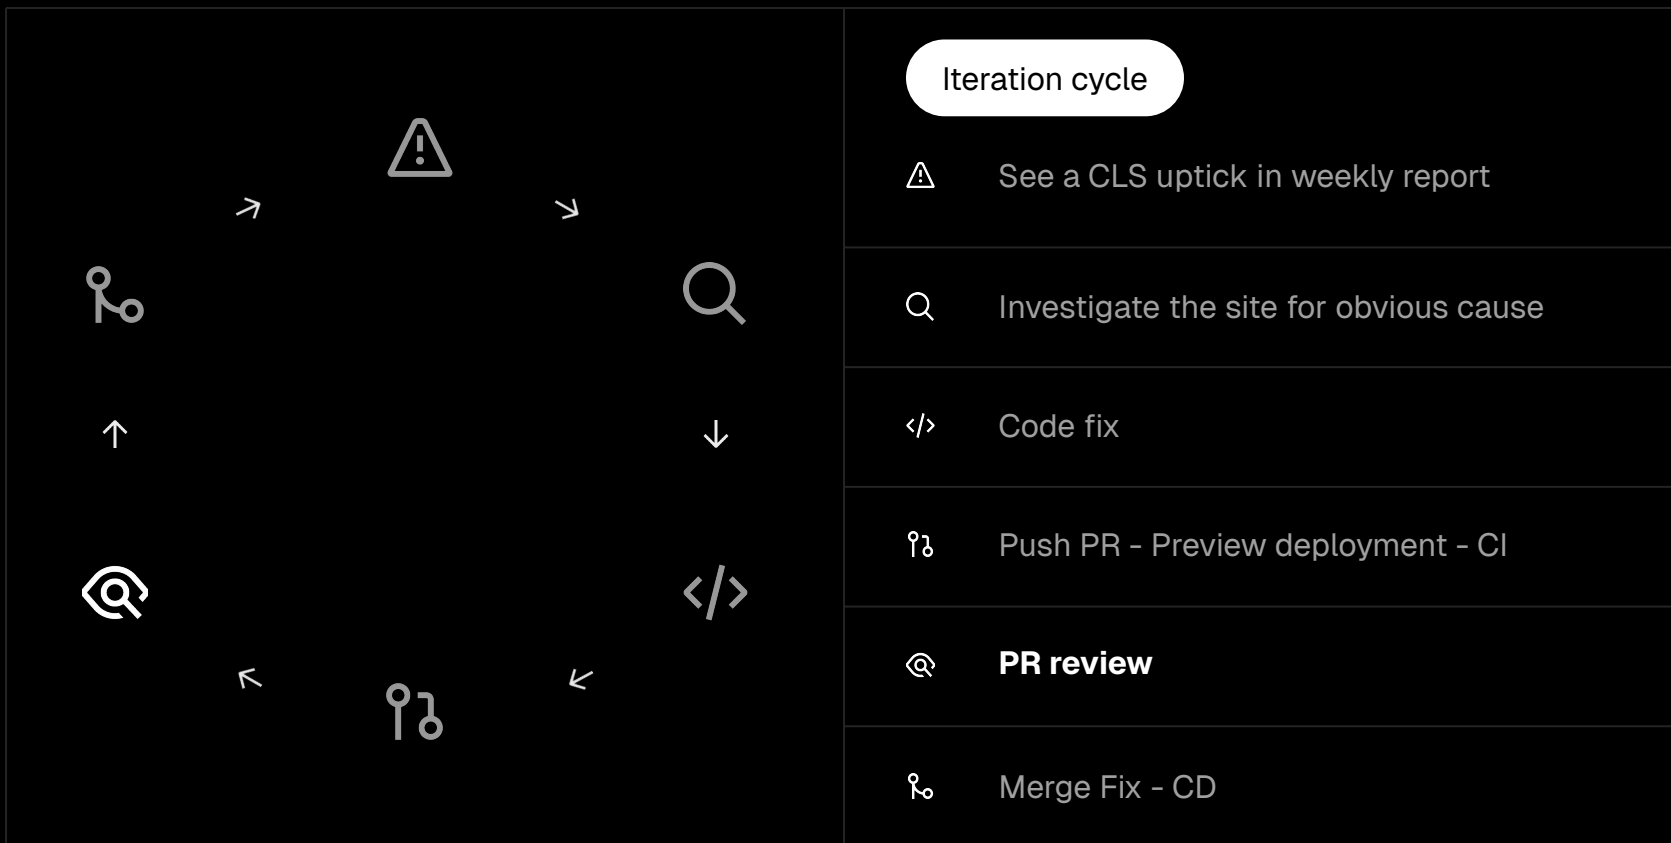 Iteration cycle
See a CLS uptick in weekly report
Investigate the site for obvious cause
Code fix
Push PR - Preview deployment - CI
PR review
Merge Fix - CD